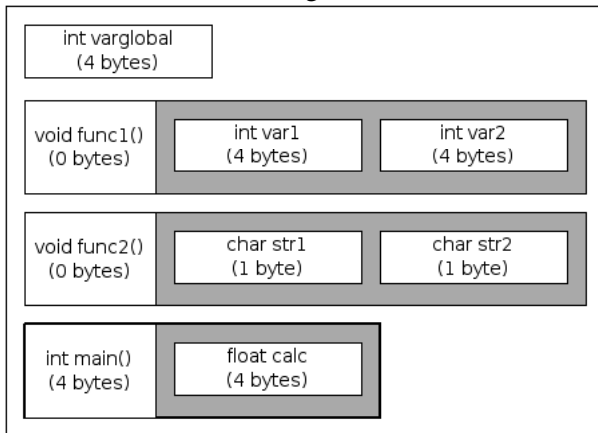 int varglobal
(4 bytes)
void func1()
(0 bytes)
int var1
(4 bytes)
int var2
(4 bytes)
void func2()
(0 bytes)
char str1
(1 byte)
char str2
(1 byte)
int main()
(4 bytes)
float calc
(4 bytes)